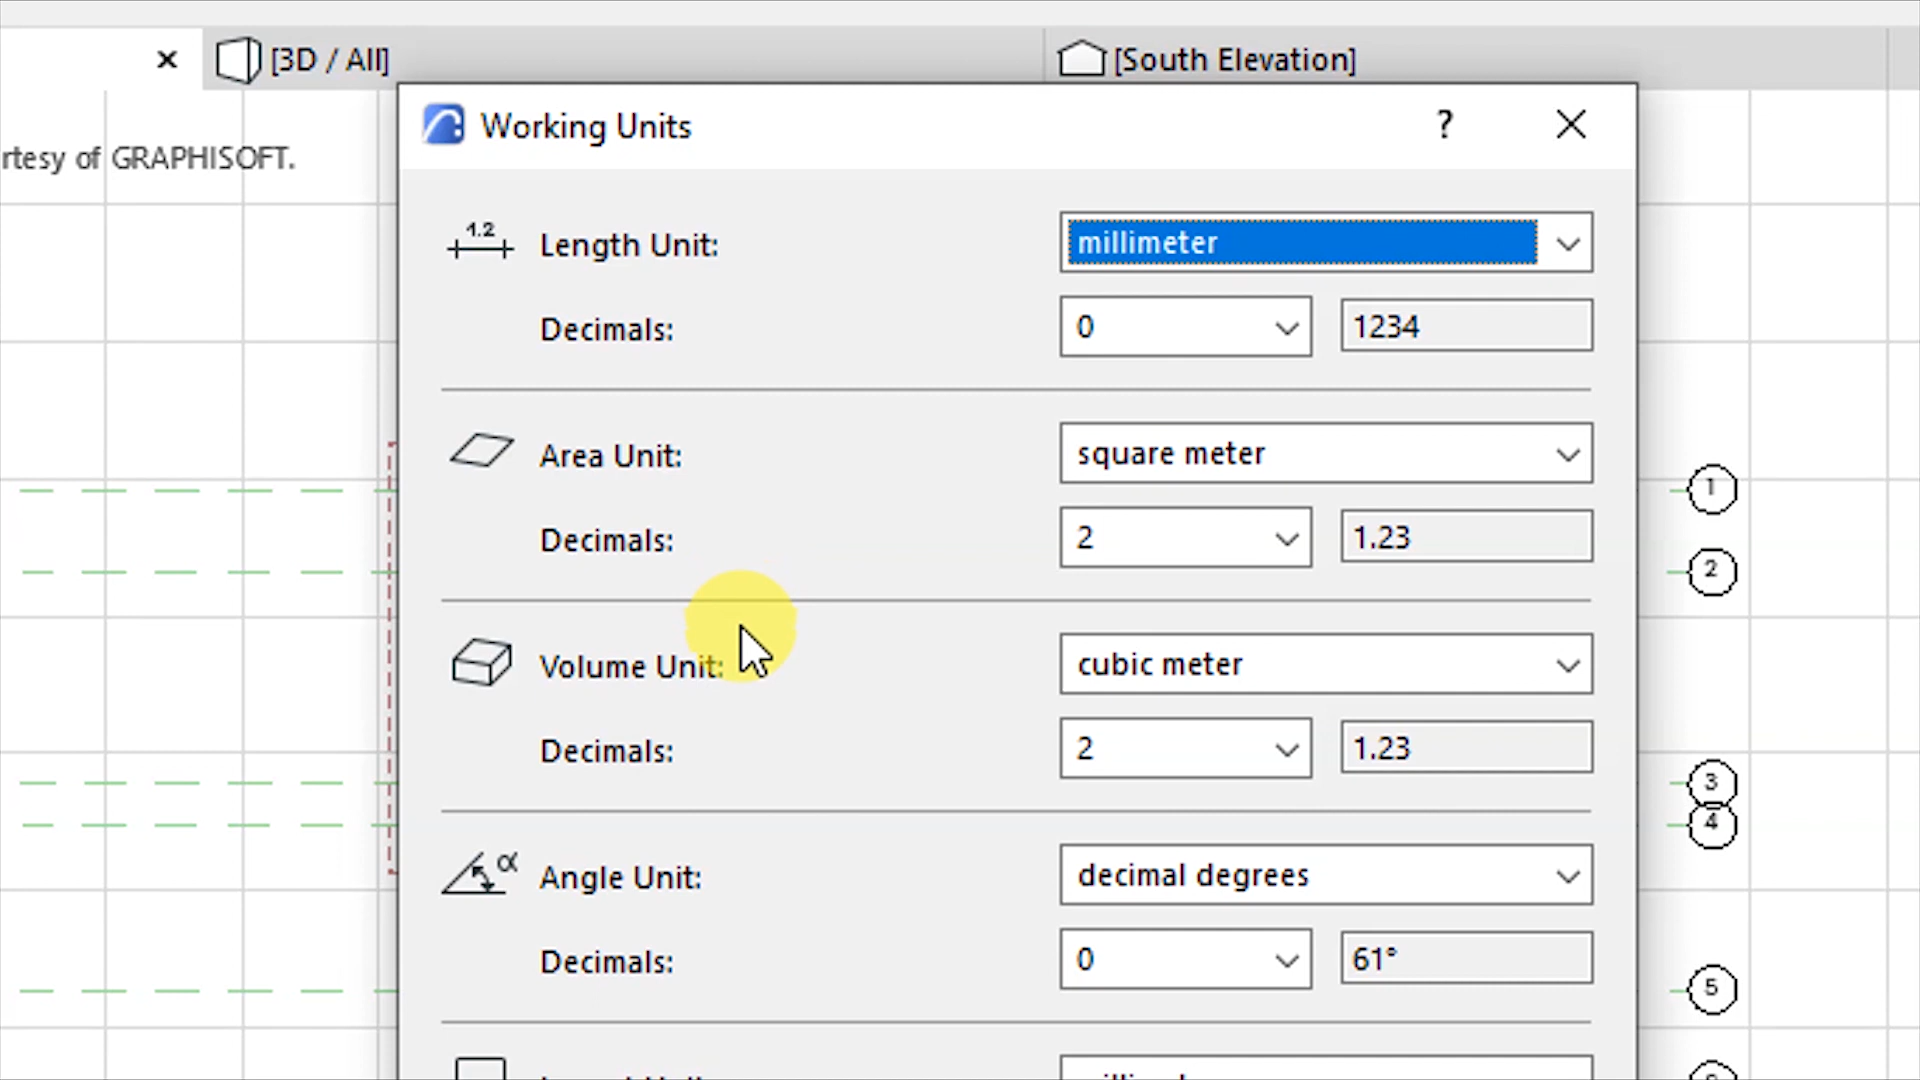 [3D / All]
[South Elevation]
Working Units
?
rtesy of GRAPHISOFT.
1.2
Length Unit:
millimeter
Decimals:
0
1234
Area Unit:
square meter
1
Decimals:
2
1.23
2
Volume Unit:
cubic meter
Decimals:
2
1.23
3
4
α
Angle Unit:
decimal degrees
Decimals:
0
61°
5